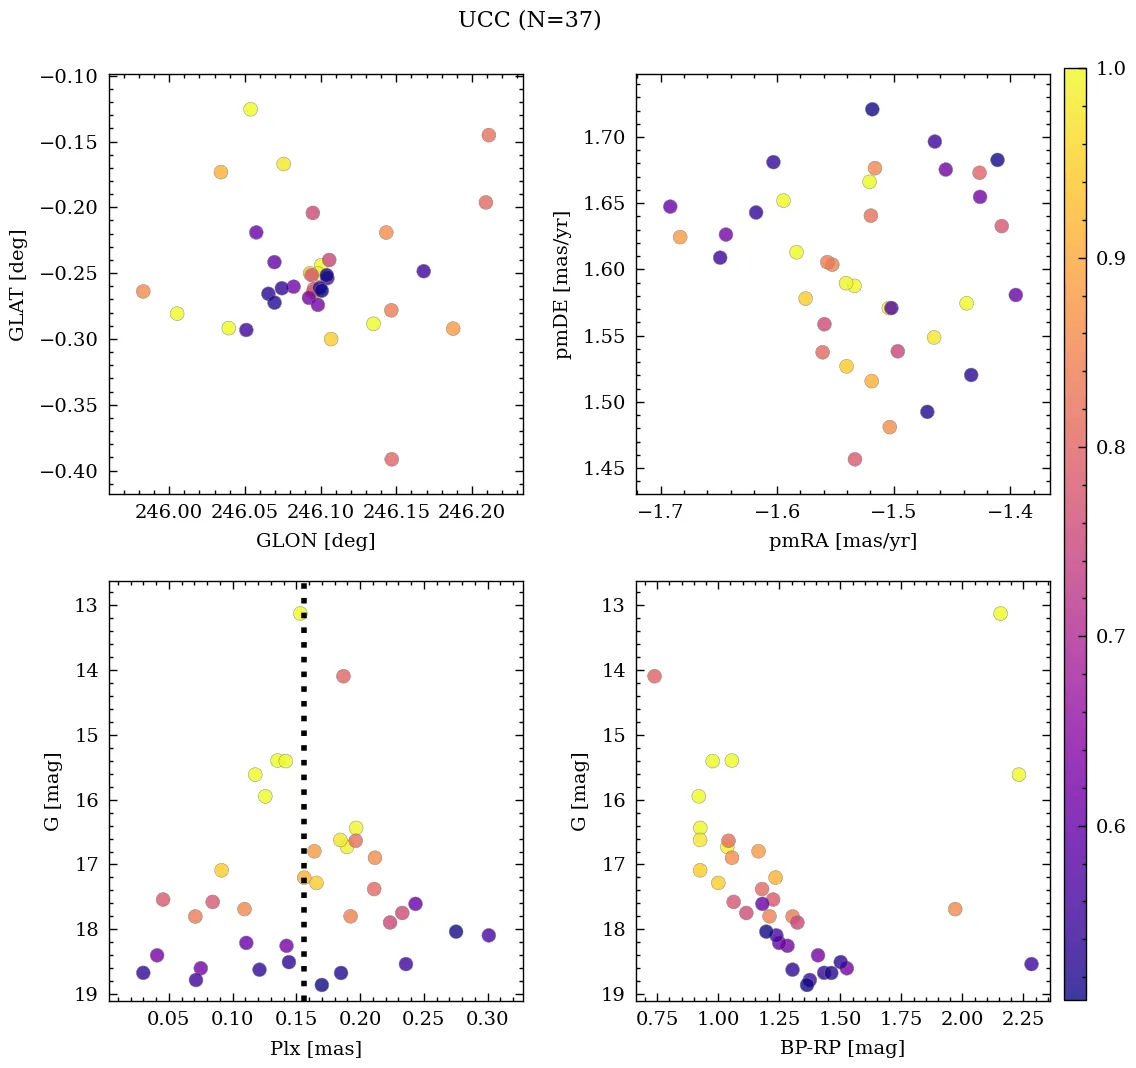 UCC (N=37)
−0.10
−0.15
−0.20
−0.25
−0.30
−0.35
−0.40
GLAT [deg]
246.00 246.05 246.10 246.15 246.20
GLON [deg]
1.70
1.65
1.60
1.55
1.50
1.45
pmDE [mas/yr]
−1.7 −1.6 −1.5 −1.4
pmRA [mas/yr]
13
14
15
16
17
18
19
G [mag]
0.05 0.10 0.15 0.20 0.25 0.30
Plx [mas]
13
14
15
16
17
18
19
G [mag]
0.75 1.00 1.25 1.50 1.75 2.00 2.25
BP-RP [mag]
1.0
0.9
0.8
0.7
0.6